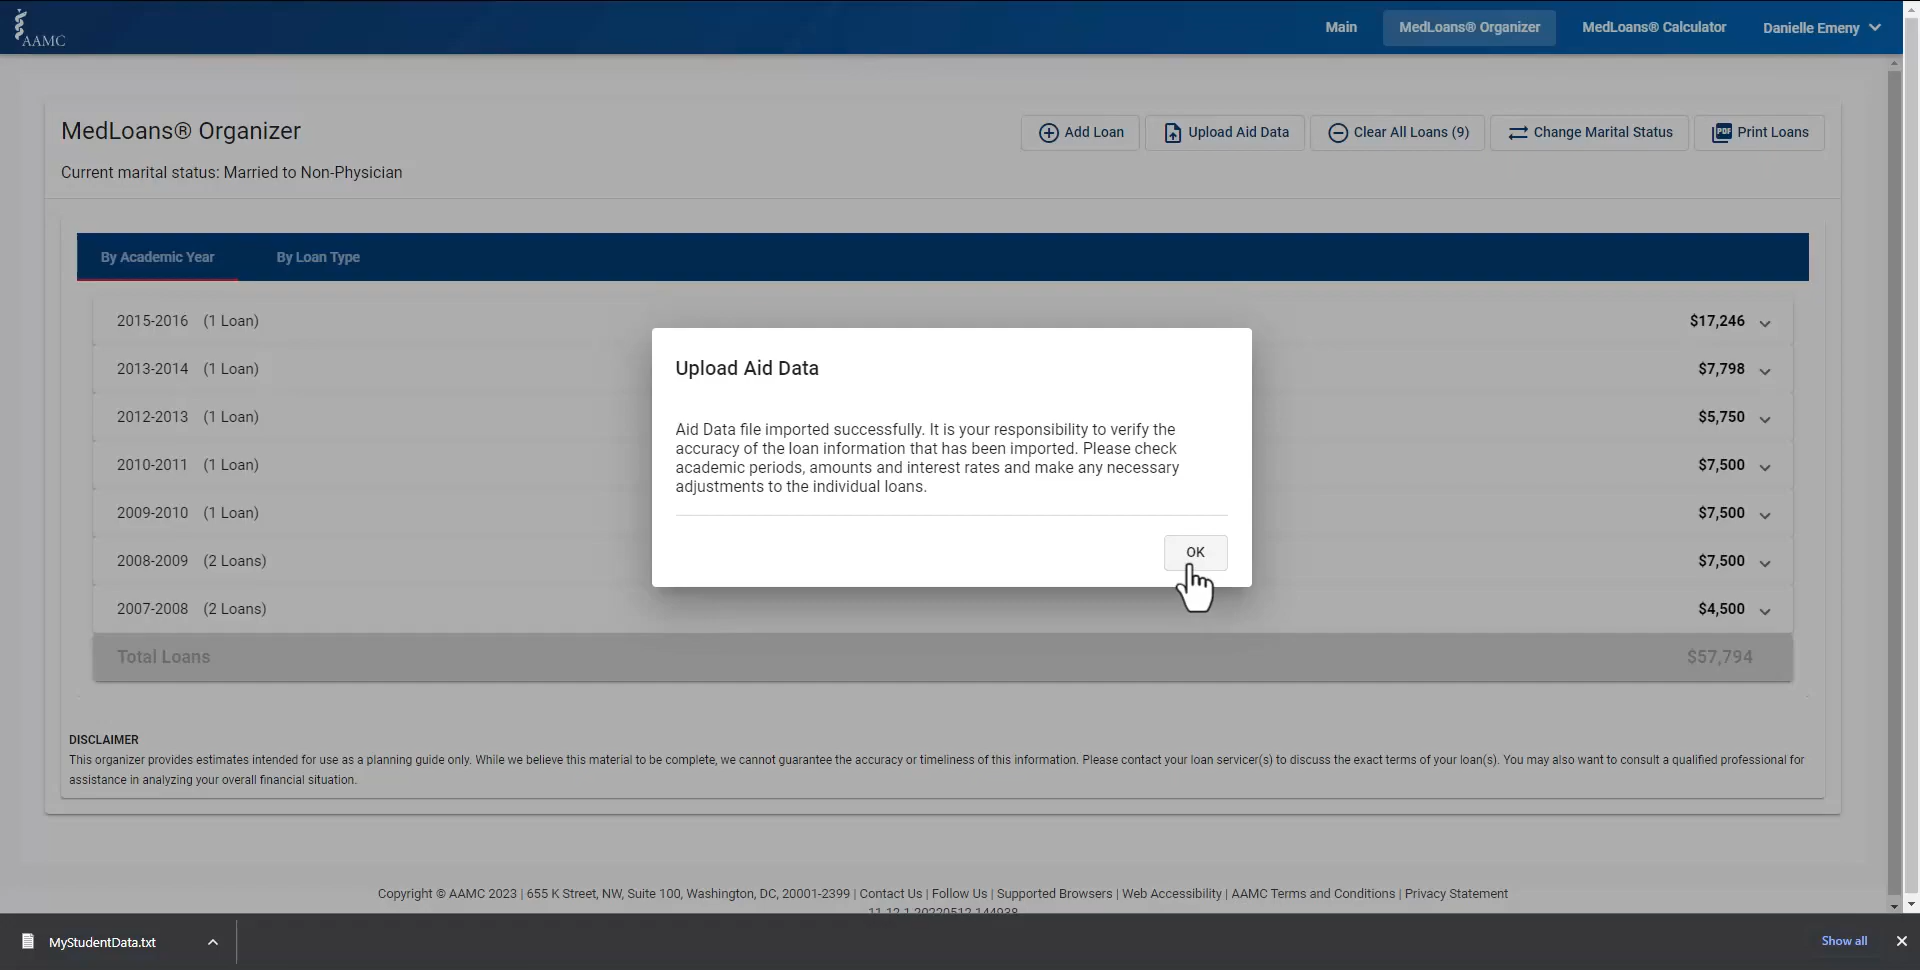 AAMC
Main
MedLoans® Organizer
MedLoans® Calculator
Danielle Emeny
MedLoans® Organizer
Add Loan
Upload Aid Data
Clear All Loans (9)
Change Marital Status
PDF Print Loans
Current marital status: Married to Non-Physician
By Academic Year
By Loan Type
2015-2016 (1 Loan) $17,246
2013-2014 (1 Loan) $7,798
2012-2013 (1 Loan) $5,750
2010-2011 (1 Loan) $7,500
2009-2010 (1 Loan) $7,500
2008-2009 (2 Loans) $7,500
2007-2008 (2 Loans) $4,500
Total Loans $57,794
Upload Aid Data
Aid Data file imported successfully. It is your responsibility to verify the
accuracy of the loan information that has been imported. Please check
academic periods, amounts and interest rates and make any necessary
adjustments to the individual loans.
OK
DISCLAIMER
This organizer provides estimates intended for use as a planning guide only. While we believe this material to be complete, we cannot guarantee the accuracy or timeliness of this information. Please contact your loan servicer(s) to discuss the exact terms of your loan(s). You may also want to consult a qualified professional for
assistance in analyzing your overall financial situation.
Copyright © AAMC 2023 | 655 K Street, NW, Suite 100, Washington, DC, 20001-2399 | Contact Us | Follow Us | Supported Browsers | Web Accessibility | AAMC Terms and Conditions | Privacy Statement
MyStudentData.txt
Show all